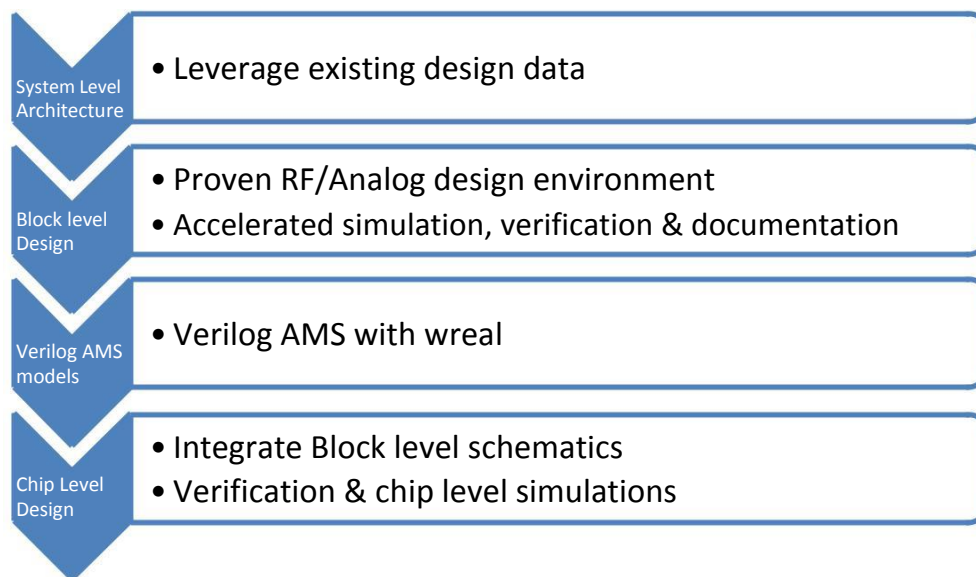 System Level
Architecture
• Leverage existing design data
Block level
Design
• Proven RF/Analog design environment
• Accelerated simulation, verification & documentation
Verilog AMS
models
• Verilog AMS with wreal
Chip Level
Design
• Integrate Block level schematics
• Verification & chip level simulations